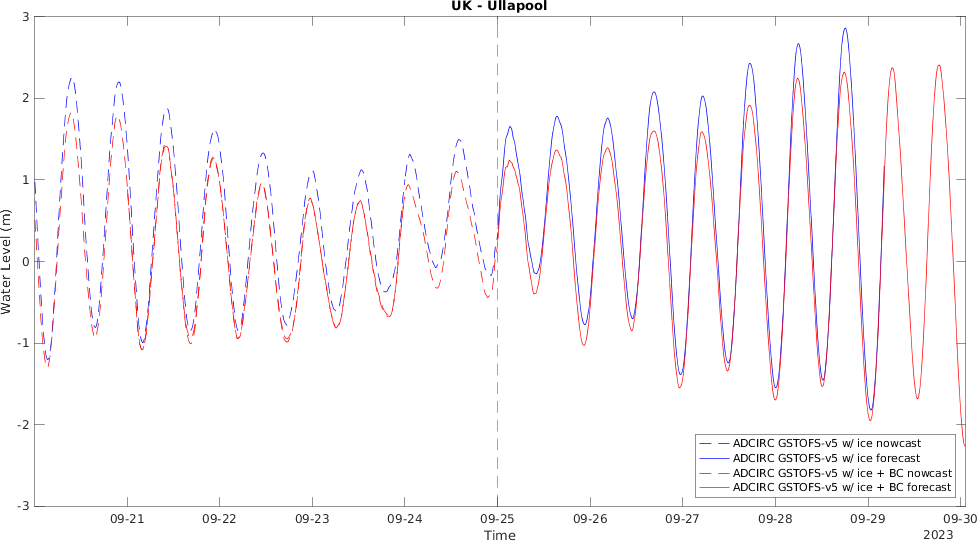 UK - Ullapool
3
2
1
0
-1
-2
-3
Water Level (m)
ADCIRC GSTOFS-v5 w/ ice nowcast
ADCIRC GSTOFS-v5 w/ ice forecast
ADCIRC GSTOFS-v5 w/ ice + BC nowcast
ADCIRC GSTOFS-v5 w/ ice + BC forecast
09-21 09-22 09-23 09-24 09-25 09-26 09-27 09-28 09-29 09-30
Time 2023